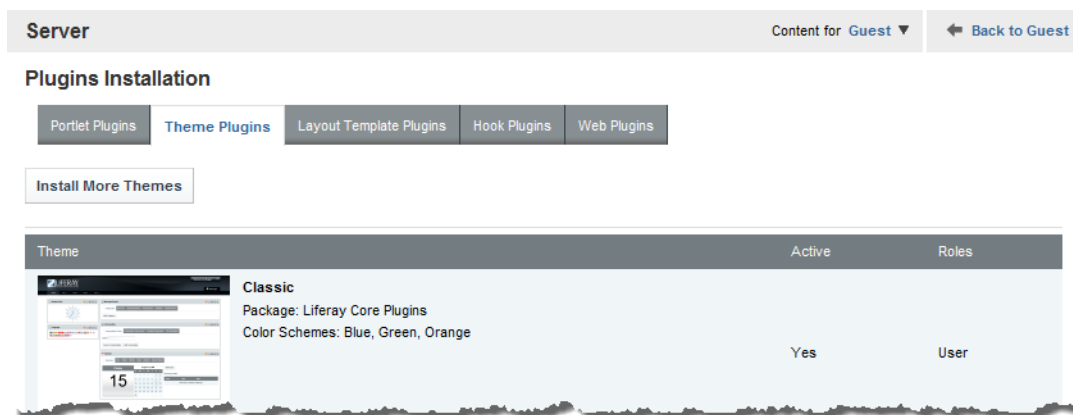 Server
Content for Guest ▼
Back to Guest
Plugins Installation
Portlet Plugins
Theme Plugins
Layout Template Plugins
Hook Plugins
Web Plugins
Install More Themes
Theme
Active
Roles
LIFERAY
Classic
Package: Liferay Core Plugins
Color Schemes: Blue, Green, Orange
Yes
User
15